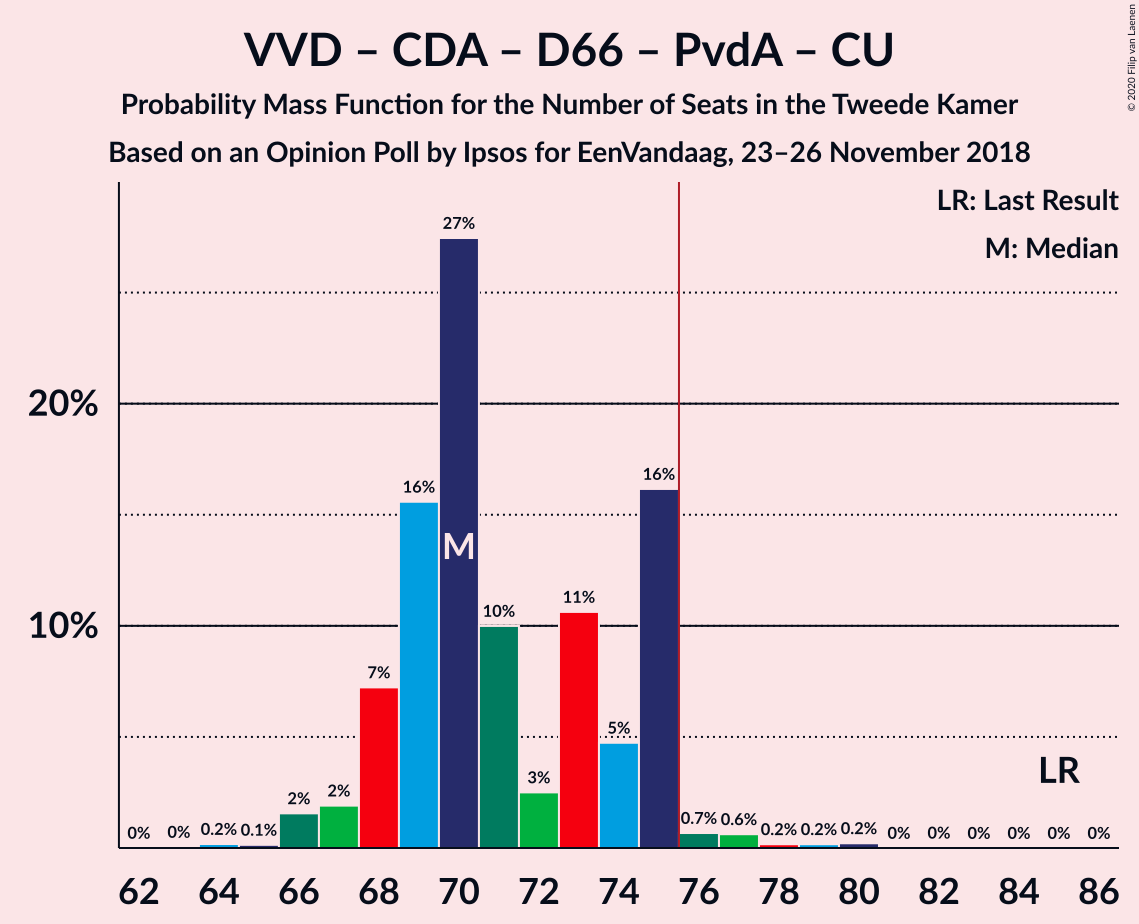 VVD – CDA – D66 – PvdA – CU
Probability Mass Function for the Number of Seats in the Tweede Kamer
Based on an Opinion Poll by Ipsos for EenVandaag, 23–26 November 2018
© 2020 Filip van Laenen
LR: Last Result
M: Median
27%
20%
16%
16%
M
11%
10%
10%
7%
5%
LR
3%
2%
2%
0% 0% 0.2% 0.1% 0.7% 0.6% 0.2% 0.2% 0.2% 0% 0% 0% 0% 0% 0%
62 64 66 68 70 72 74 76 78 80 82 84 86